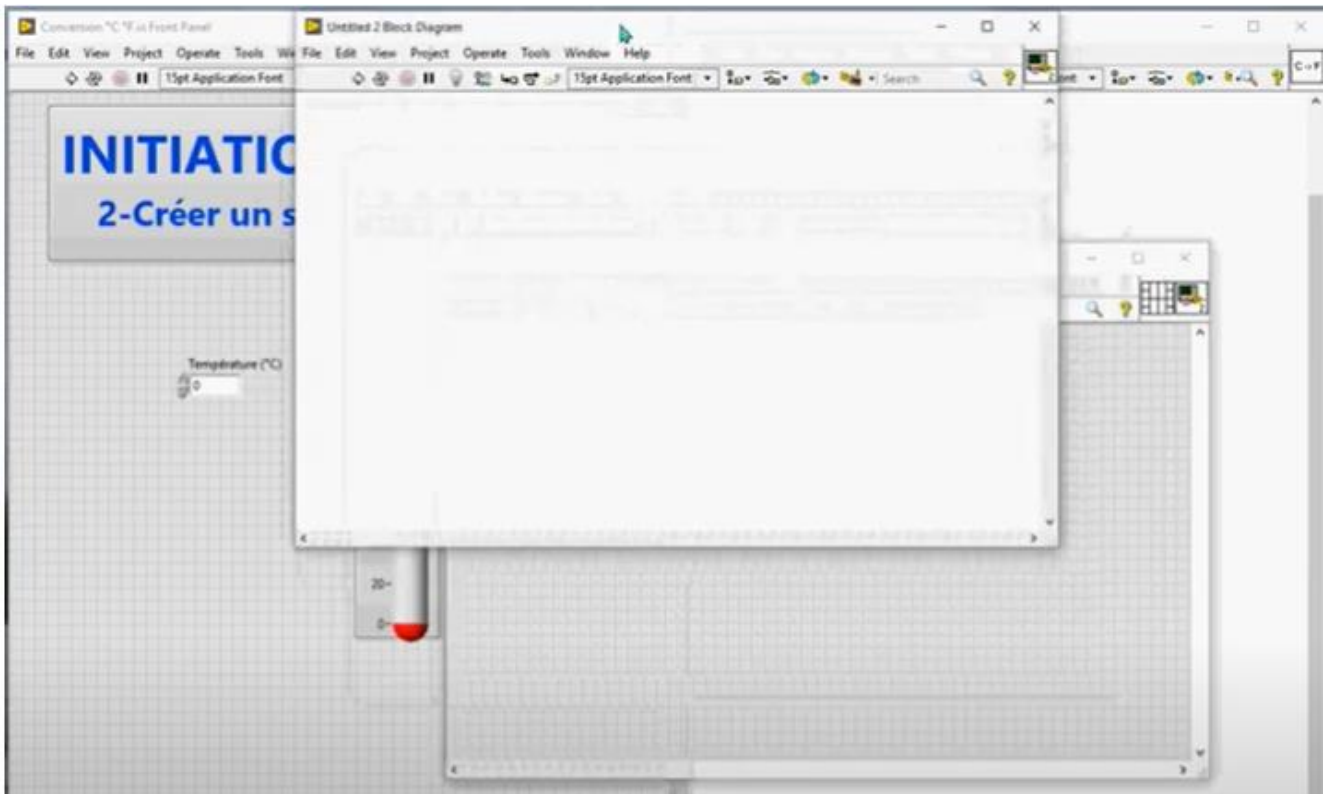 Conversion °C °F.vi Front Panel
File Edit View Project Operate Tools
15pt Application Font
INITIATIO
2-Créer un s
Température (°C)
0
20
0
Untitled 2 Block Diagram
File Edit View Project Operate Tools Window Help
15pt Application Font
Search
C->F